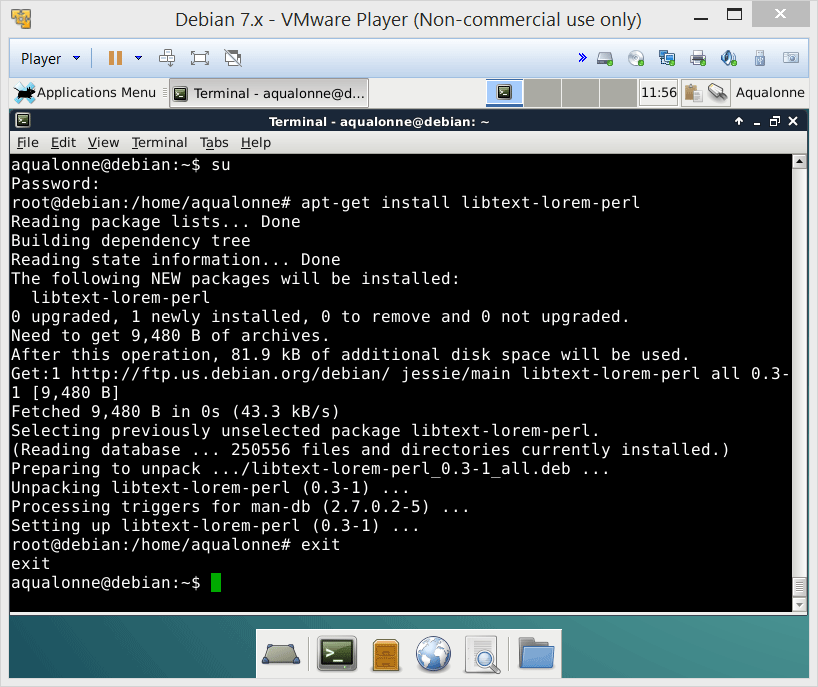 Debian 7.x - VMware Player (Non-commercial use only)
Player
Applications Menu
Terminal - aqualonne@d...
11:56
Aqualonne
Terminal - aqualonne@debian: ~
File Edit View Terminal Tabs Help
aqualonne@debian:~$ su
Password:
root@debian:/home/aqualonne# apt-get install libtext-lorem-perl
Reading package lists... Done
Building dependency tree
Reading state information... Done
The following NEW packages will be installed:
  libtext-lorem-perl
0 upgraded, 1 newly installed, 0 to remove and 0 not upgraded.
Need to get 9,480 B of archives.
After this operation, 81.9 kB of additional disk space will be used.
Get:1 http://ftp.us.debian.org/debian/ jessie/main libtext-lorem-perl all 0.3-
1 [9,480 B]
Fetched 9,480 B in 0s (43.3 kB/s)
Selecting previously unselected package libtext-lorem-perl.
(Reading database ... 250556 files and directories currently installed.)
Preparing to unpack .../libtext-lorem-perl_0.3-1_all.deb ...
Unpacking libtext-lorem-perl (0.3-1) ...
Processing triggers for man-db (2.7.0.2-5) ...
Setting up libtext-lorem-perl (0.3-1) ...
root@debian:/home/aqualonne# exit
exit
aqualonne@debian:~$